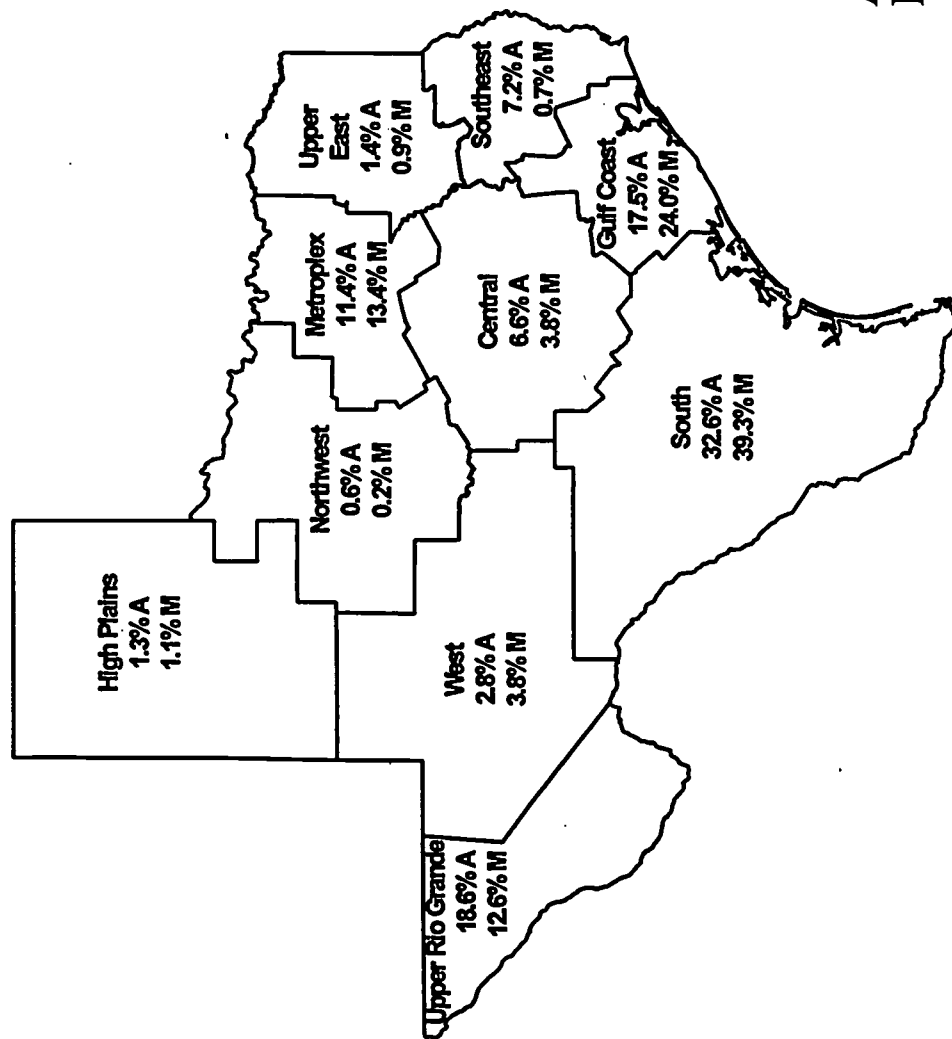 High Plains
1.3% A
1.1% M
Northwest
0.6% A
0.2% M
Metroplex
11.4% A
13.4% M
Upper
East
1.4% A
0.9% M
Southeast
7.2% A
0.7% M
Gulf Coast
17.5% A
24.0% M
Central
6.6% A
3.8% M
West
2.8% A
3.8% M
Upper Rio Grande
18.6% A
12.6% M
South
32.6% A
39.3% M